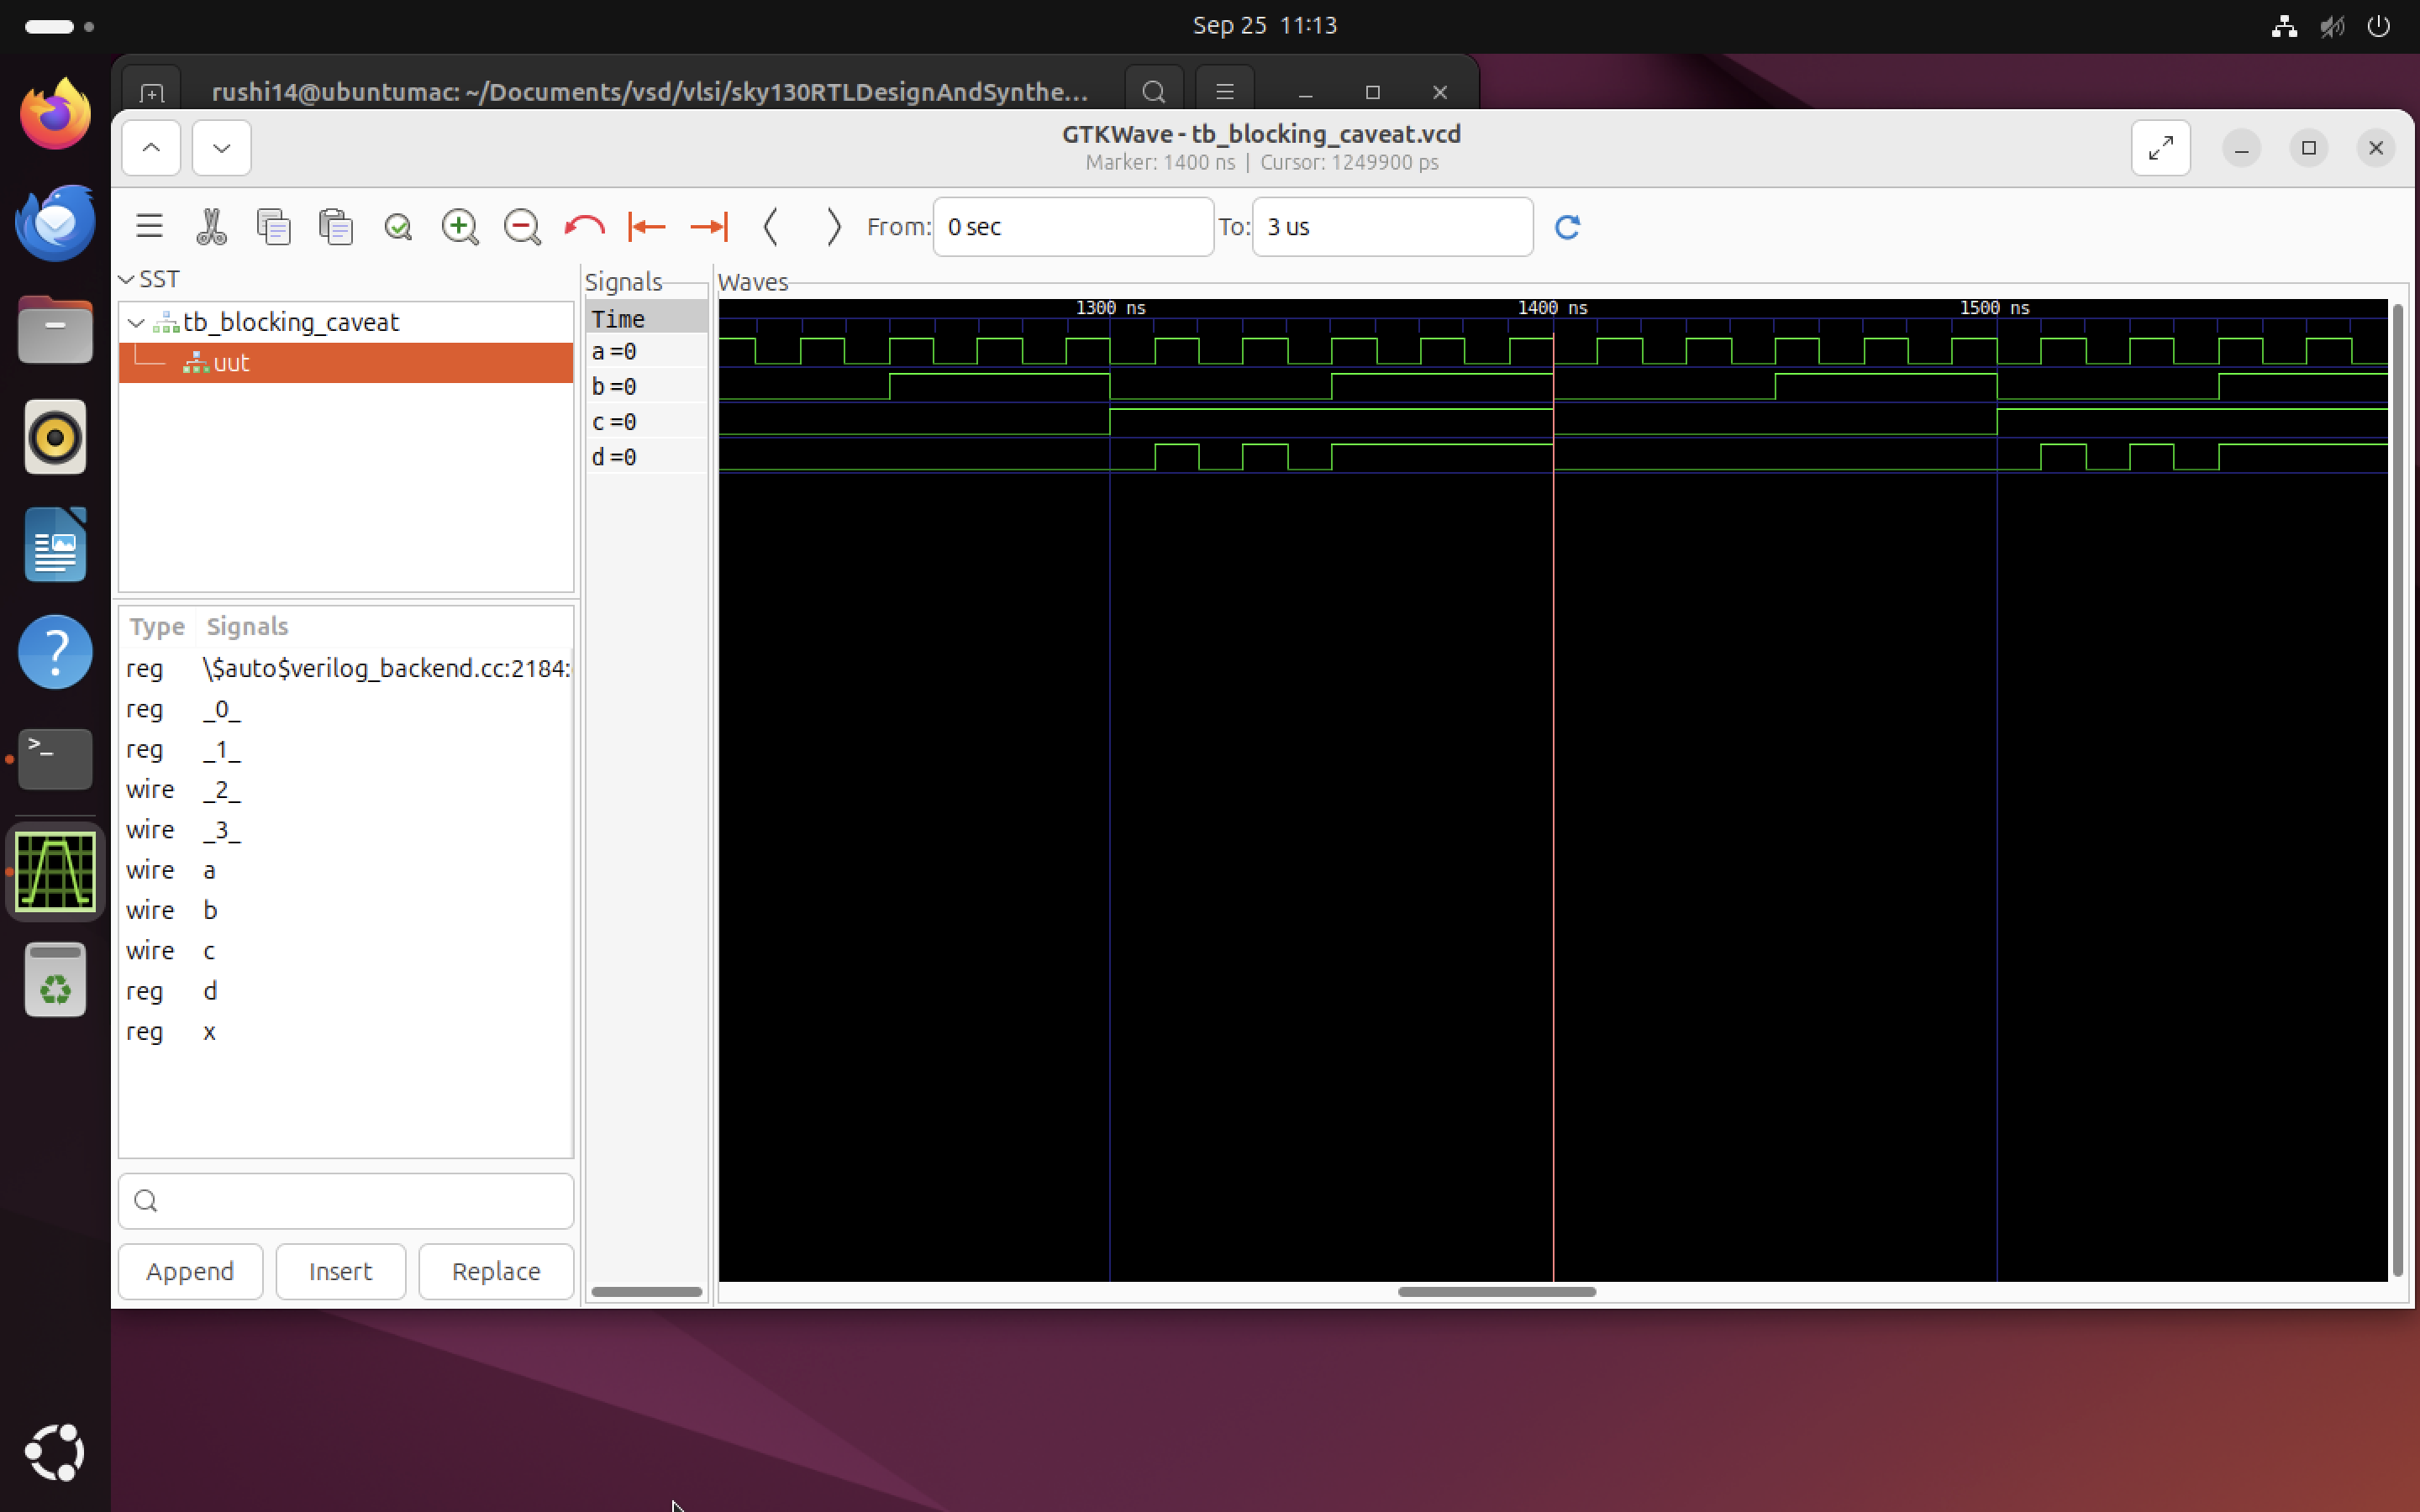 Sep 25 11:13
rushi14@ubuntumac: ~/Documents/vsd/vlsi/sky130RTLDesignAndSynthe...
GTKWave - tb_blocking_caveat.vcd
Marker: 1400 ns | Cursor: 1249900 ps
From: 0 sec To: 3 us
SST
tb_blocking_caveat
uut
Type Signals
reg \$auto$verilog_backend.cc:2184:
reg _0_
reg _1_
wire _2_
wire _3_
wire a
wire b
wire c
reg d
reg x
Append Insert Replace
Signals
Time
a =0
b =0
c =0
d =0
Waves
1300 ns 1400 ns 1500 ns